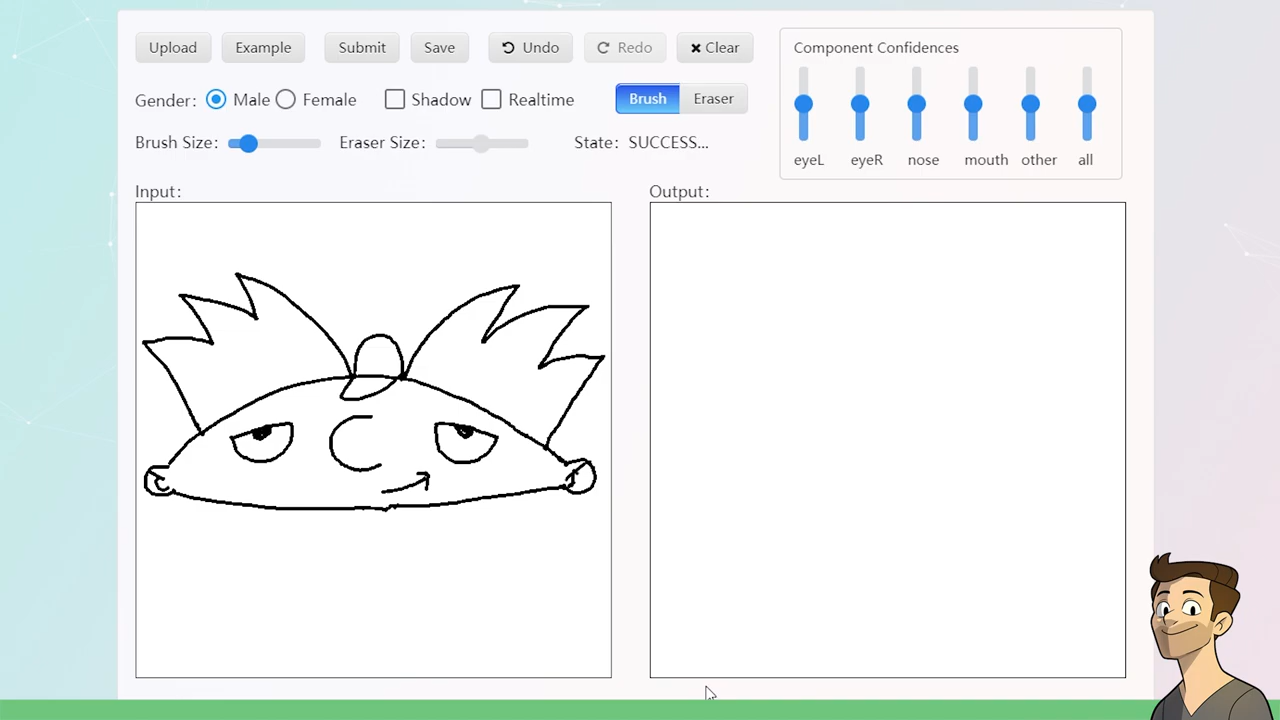 Upload Example Submit Save Undo Redo Clear
Component Confidences
Gender: Male Female Shadow Realtime Brush Eraser
Brush Size: Eraser Size: State: SUCCESS...
eyeL eyeR nose mouth other all
Input: Output: